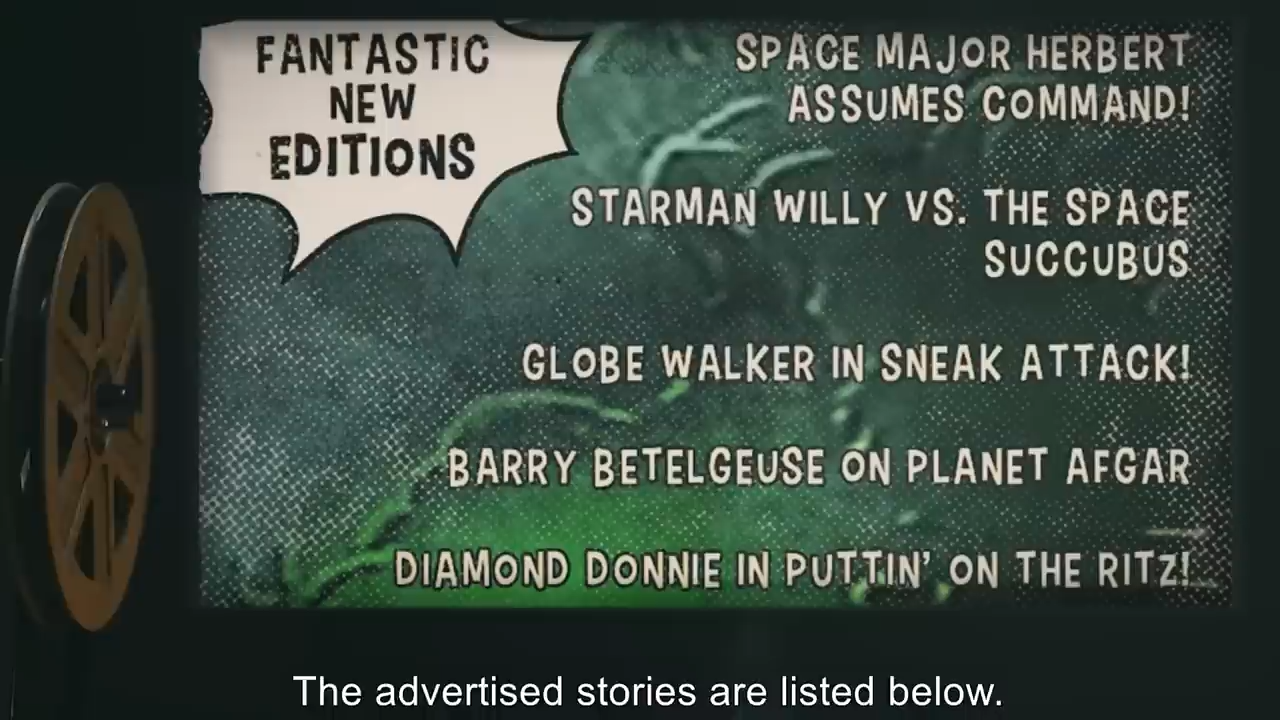 FANTASTIC
NEW
EDITIONS
SPACE MAJOR HERBERT
ASSUMES COMMAND!
STARMAN WILLY VS. THE SPACE
SUCCUBUS
GLOBE WALKER IN SNEAK ATTACK!
BARRY BETELGEUSE ON PLANET AFGAR
DIAMOND DONNIE IN PUTTIN' ON THE RITZ!
The advertised stories are listed below.